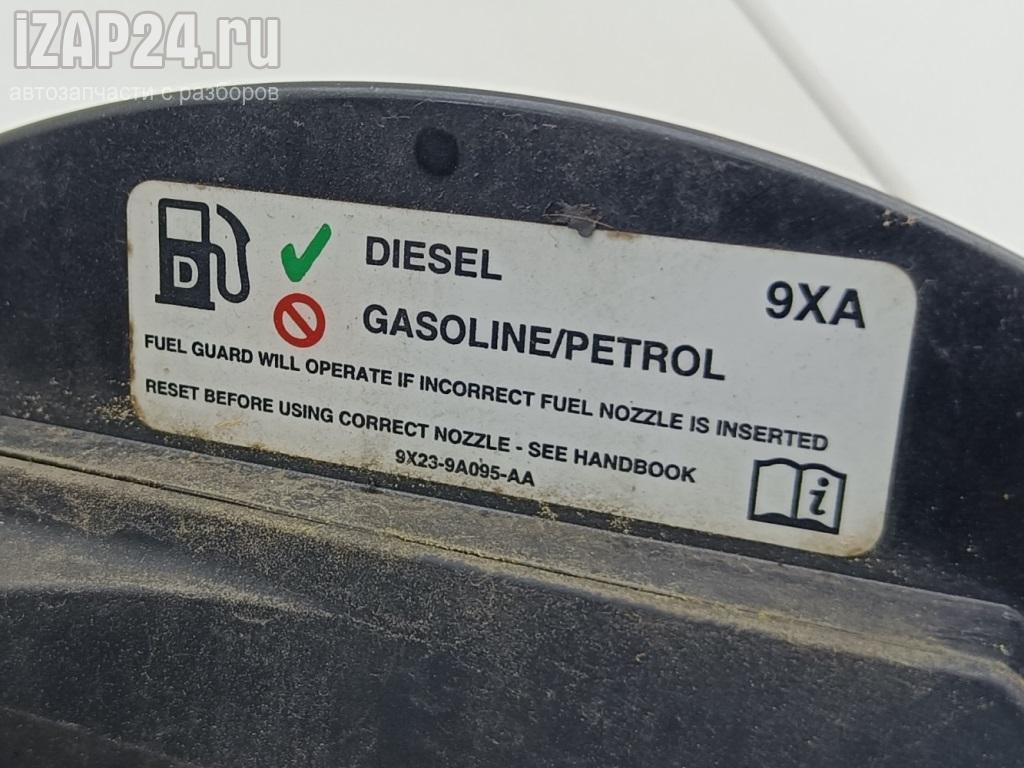 iZAP24.ru
автозапчасти с разборов
D
DIESEL
9XA
GASOLINE/PETROL
FUEL GUARD WILL OPERATE IF INCORRECT FUEL NOZZLE IS INSERTED
RESET BEFORE USING CORRECT NOZZLE - SEE HANDBOOK
9X23-9A095-AA
i